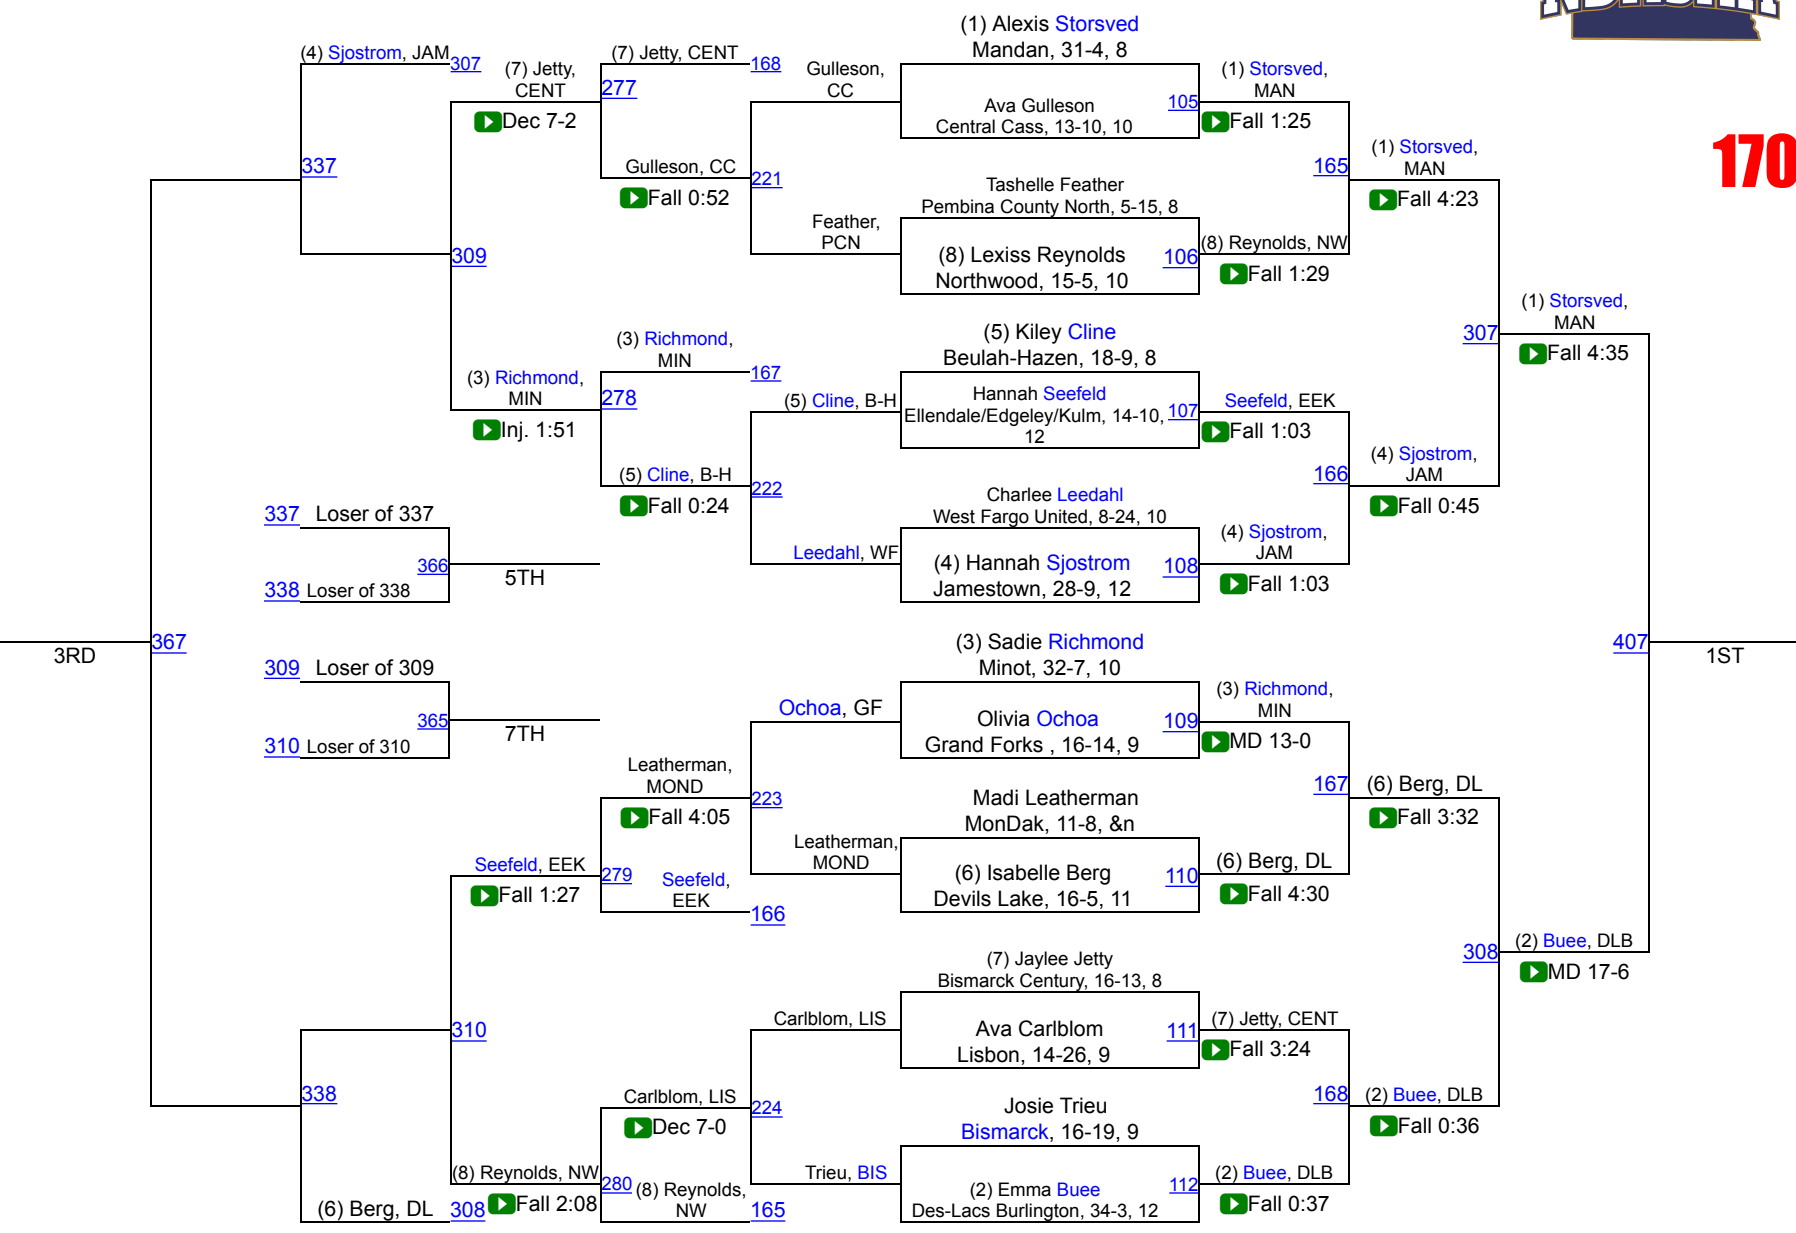 (1) Alexis Storsved
Mandan, 31-4, 8
(4) Sjostrom, JAM
307
(7) Jetty,
CENT
Dec 7-2
(7) Jetty, CENT
168
277
Gulleson,
CC
Ava Gulleson
Central Cass, 13-10, 10
105
(1) Storsved,
MAN
Fall 1:25
170
337
Gulleson, CC
Fall 0:52
221
Tashelle Feather
Pembina County North, 5-15, 8
165
(1) Storsved,
MAN
Fall 4:23
Feather,
PCN
(8) Lexiss Reynolds
Northwood, 15-5, 10
106
(8) Reynolds, NW
Fall 1:29
309
(3) Richmond,
MIN
167
(5) Kiley Cline
Beulah-Hazen, 18-9, 8
307
(1) Storsved,
MAN
Fall 4:35
(3) Richmond,
MIN
Inj. 1:51
278
(5) Cline, B-H
Hannah Seefeld
Ellendale/Edgeley/Kulm, 14-10,
12
107
Seefeld, EEK
Fall 1:03
(5) Cline, B-H
Fall 0:24
222
Charlee Leedahl
West Fargo United, 8-24, 10
166
(4) Sjostrom,
JAM
Fall 0:45
337 Loser of 337
366
338 Loser of 338
5TH
Leedahl, WF
(4) Hannah Sjostrom
Jamestown, 28-9, 12
108
(4) Sjostrom,
JAM
Fall 1:03
3RD
367
(3) Sadie Richmond
Minot, 32-7, 10
407
1ST
309 Loser of 309
365
310 Loser of 310
7TH
Ochoa, GF
Olivia Ochoa
Grand Forks , 16-14, 9
109
(3) Richmond,
MIN
MD 13-0
Leatherman,
MOND
Fall 4:05
223
Madi Leatherman
MonDak, 11-8, &n
167
(6) Berg, DL
Fall 3:32
Leatherman,
MOND
(6) Isabelle Berg
Devils Lake, 16-5, 11
110
(6) Berg, DL
Fall 4:30
Seefeld, EEK
Fall 1:27
279
Seefeld,
EEK
166
308
(2) Buee, DLB
MD 17-6
(7) Jaylee Jetty
Bismarck Century, 16-13, 8
310
Carlblom, LIS
Ava Carlblom
Lisbon, 14-26, 9
111
(7) Jetty, CENT
Fall 3:24
338
Carlblom, LIS
Dec 7-0
224
Josie Trieu
Bismarck, 16-19, 9
168
(2) Buee, DLB
Fall 0:36
(8) Reynolds, NW
Fall 2:08
280
(8) Reynolds,
NW
165
Trieu, BIS
(2) Emma Buee
Des-Lacs Burlington, 34-3, 12
112
(2) Buee, DLB
Fall 0:37
(6) Berg, DL
308